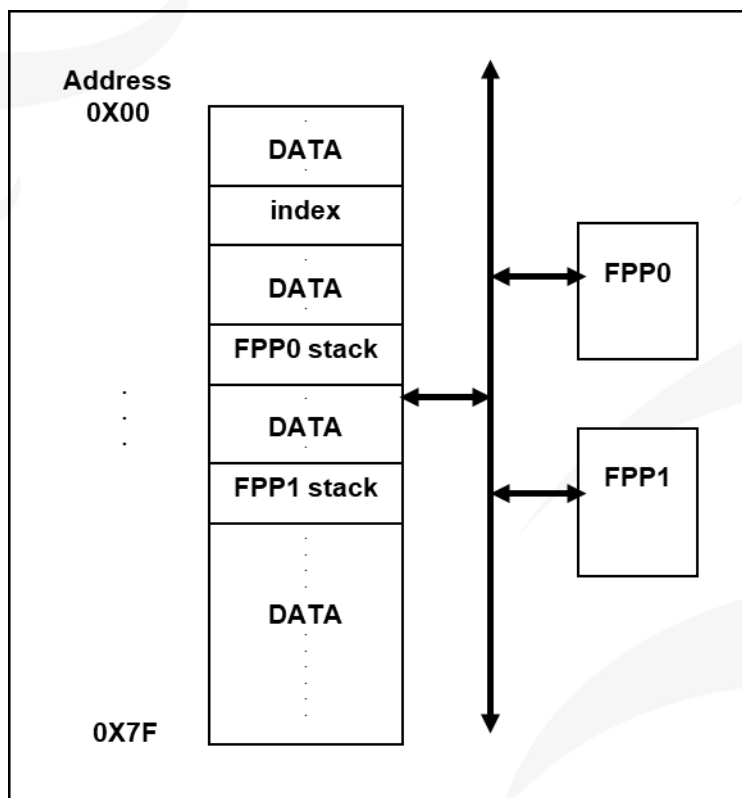 Address
0X00
DATA
index
DATA
FPP0
FPP0 stack
DATA
FPP1 stack
FPP1
DATA
0X7F